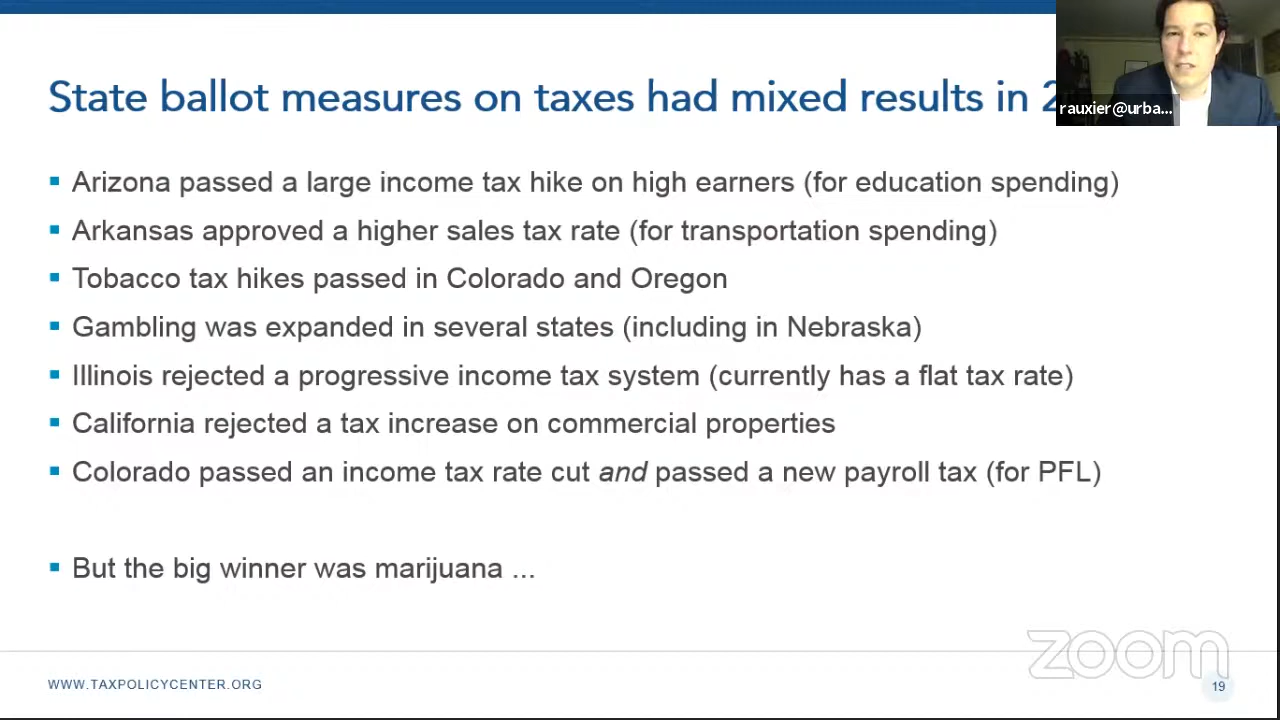 State ballot measures on taxes had mixed results in 2
rauxier@urba...
▪ Arizona passed a large income tax hike on high earners (for education spending)
▪ Arkansas approved a higher sales tax rate (for transportation spending)
▪ Tobacco tax hikes passed in Colorado and Oregon
▪ Gambling was expanded in several states (including in Nebraska)
▪ Illinois rejected a progressive income tax system (currently has a flat tax rate)
▪ California rejected a tax increase on commercial properties
▪ Colorado passed an income tax rate cut and passed a new payroll tax (for PFL)
▪ But the big winner was marijuana ...
zoom
WWW.TAXPOLICYCENTER.ORG
19